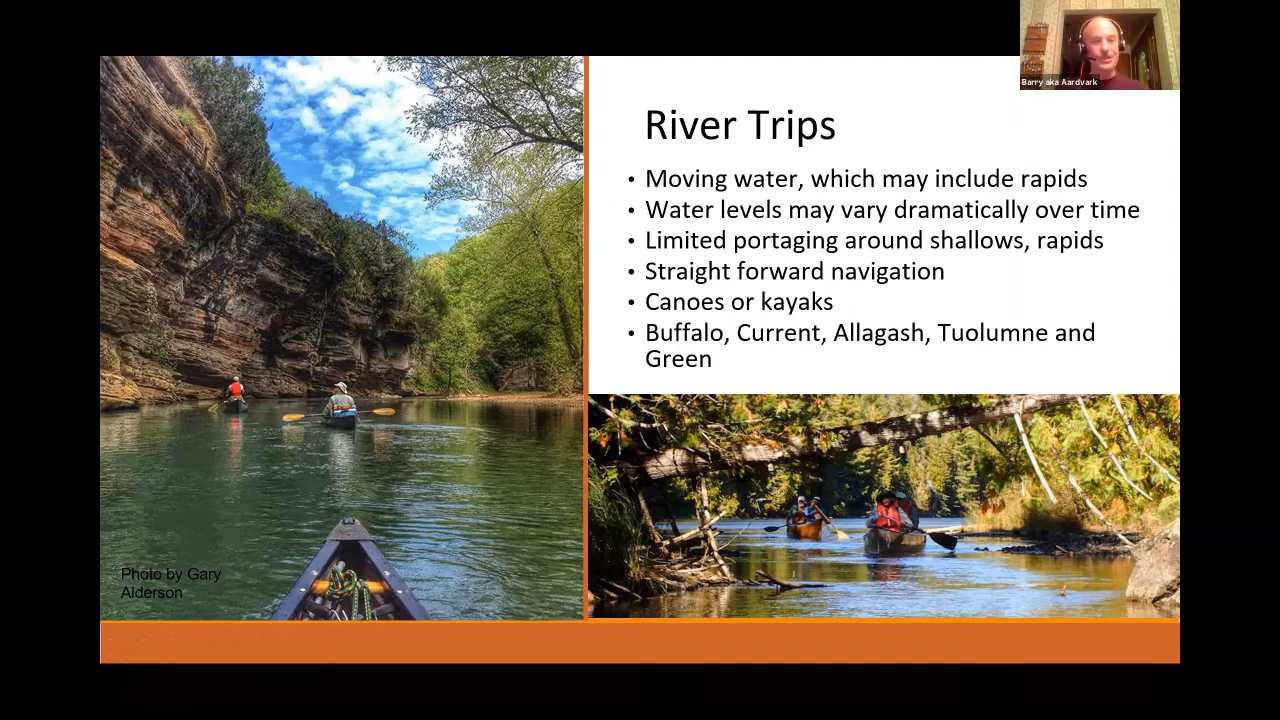 Barry aka Aardvark
River Trips
• Moving water, which may include rapids
• Water levels may vary dramatically over time
• Limited portaging around shallows, rapids
• Straight forward navigation
• Canoes or kayaks
• Buffalo, Current, Allagash, Tuolumne and
Green
Photo by Gary
Alderson